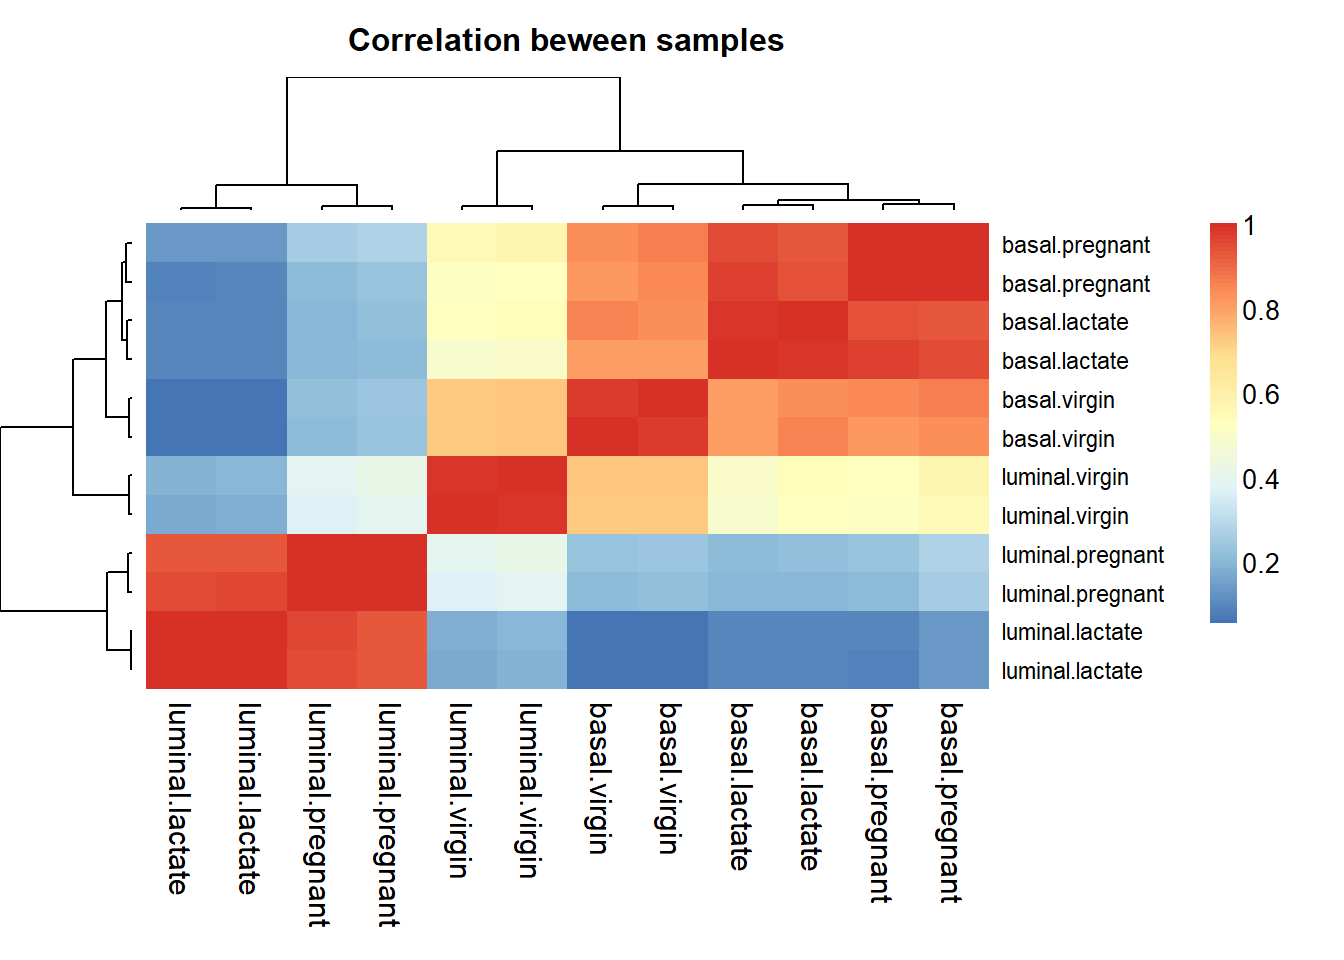 Correlation beween samples
basal.pregnant
basal.pregnant
basal.lactate
basal.lactate
basal.virgin
basal.virgin
luminal.virgin
luminal.virgin
luminal.pregnant
luminal.pregnant
luminal.lactate
luminal.lactate
1
0.8
0.6
0.4
0.2
luminal.lactate
luminal.lactate
luminal.pregnant
luminal.pregnant
luminal.virgin
luminal.virgin
basal.virgin
basal.virgin
basal.lactate
basal.lactate
basal.pregnant
basal.pregnant